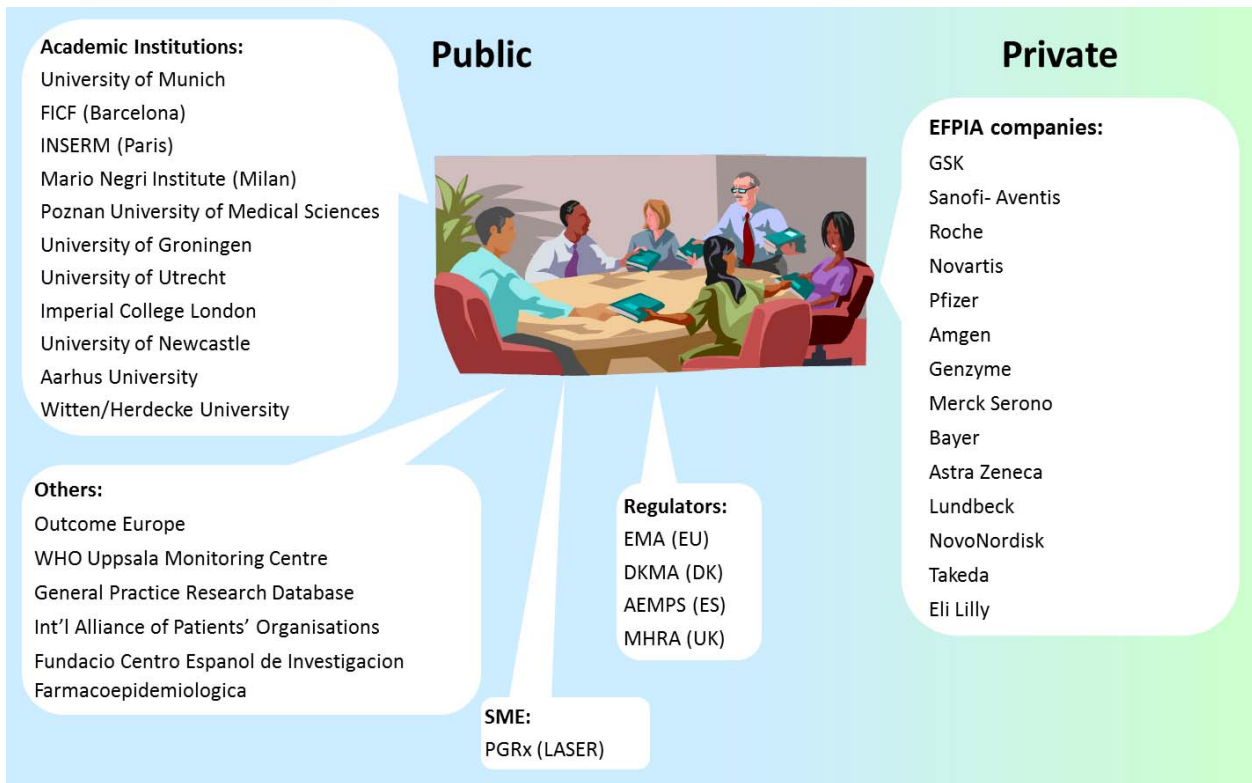 Public
Private
Academic Institutions:
University of Munich
FICF (Barcelona)
INSERM (Paris)
Mario Negri Institute (Milan)
Poznan University of Medical Sciences
University of Groningen
University of Utrecht
Imperial College London
University of Newcastle
Aarhus University
Witten/Herdecke University
EFPIA companies:
GSK
Sanofi- Aventis
Roche
Novartis
Pfizer
Amgen
Genzyme
Merck Serono
Bayer
Astra Zeneca
Lundbeck
NovoNordisk
Takeda
Eli Lilly
Others:
Outcome Europe
WHO Uppsala Monitoring Centre
General Practice Research Database
Int’l Alliance of Patients’ Organisations
Fundacio Centro Espanol de Investigacion
Farmacoepidemiologica
Regulators:
EMA (EU)
DKMA (DK)
AEMPS (ES)
MHRA (UK)
SME:
PGRx (LASER)